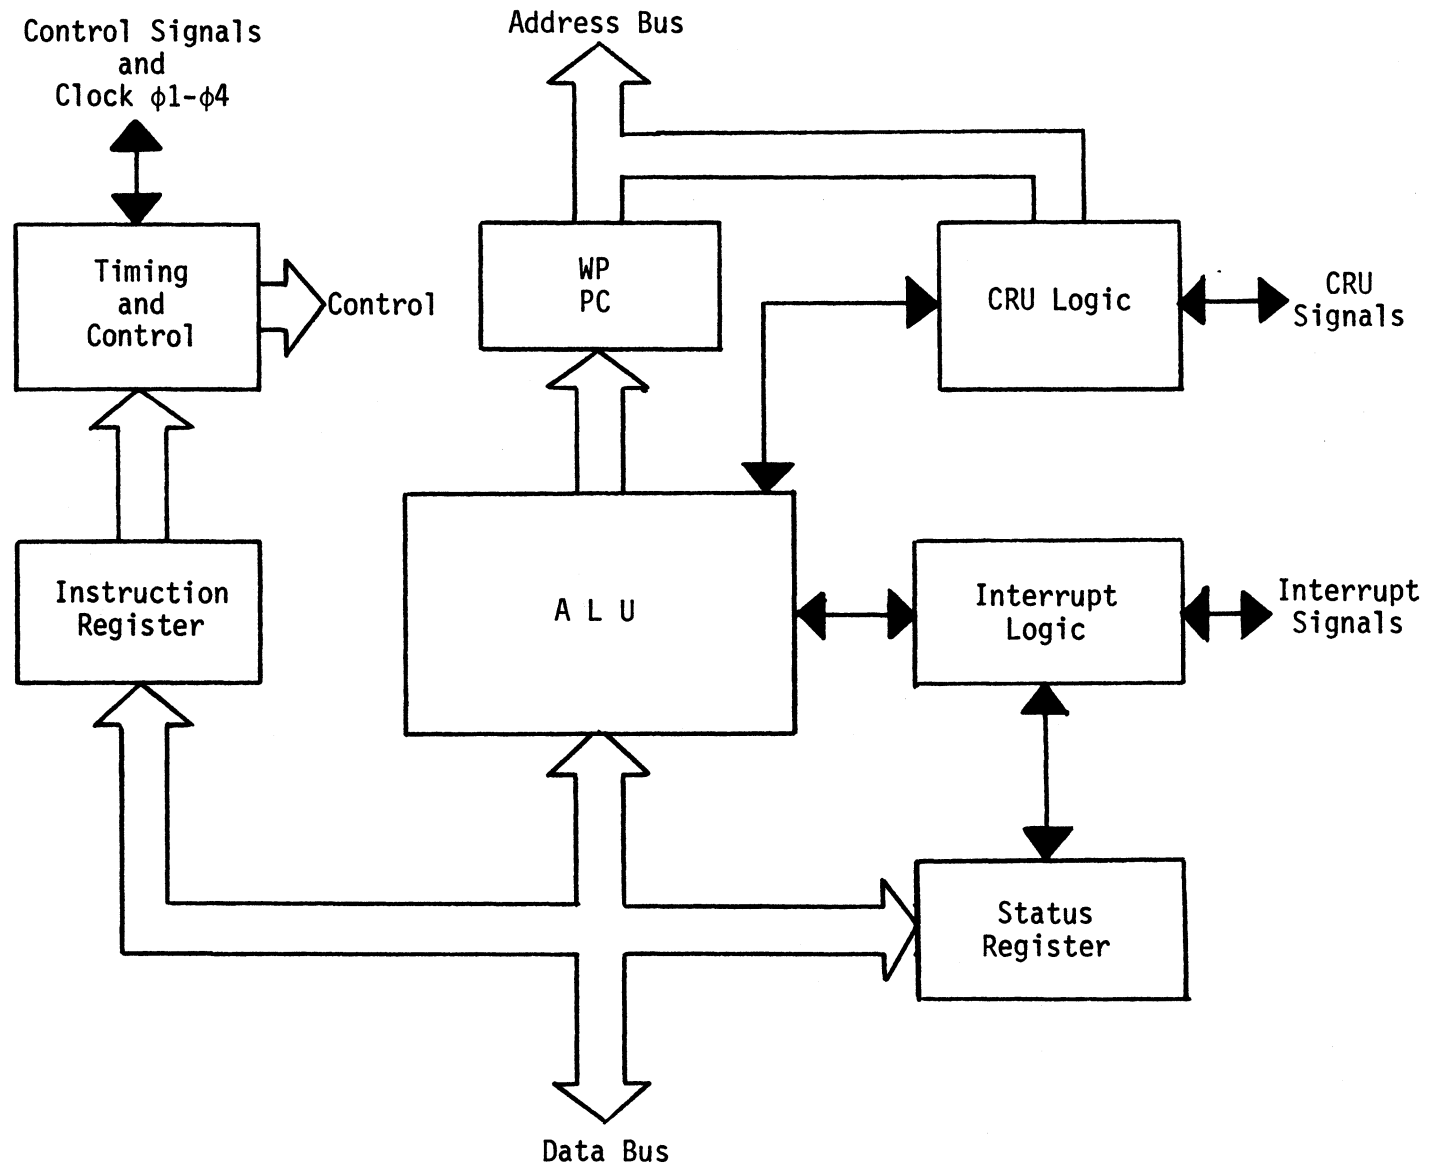 Control Signals
and
Clock ϕ1-ϕ4
Address Bus
Timing
and
Control
Control
WP
PC
CRU Logic
CRU
Signals
Instruction
Register
A L U
Interrupt
Logic
Interrupt
Signals
Status
Register
Data Bus